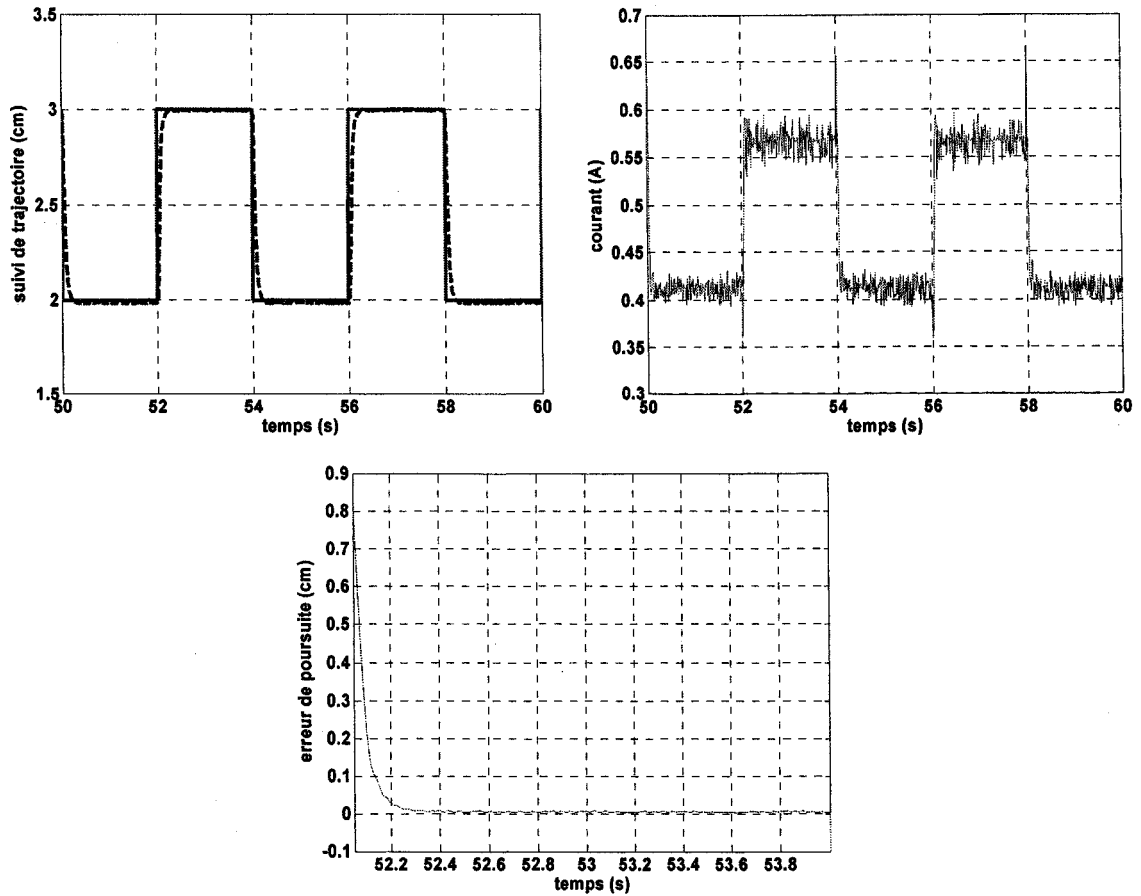 3.5
3
2.5
2
1.5
suivi de trajectoire (cm)
50 52 54 56 58 60
temps (s)
0.7
0.65
0.6
0.55
0.5
0.45
0.4
0.35
0.3
courant (A)
50 52 54 56 58 60
temps (s)
0.9
0.8
0.7
0.6
0.5
0.4
0.3
0.2
0.1
0
-0.1
erreur de poursuite (cm)
52.2 52.4 52.6 52.8 53 53.2 53.4 53.6 53.8
temps (s)